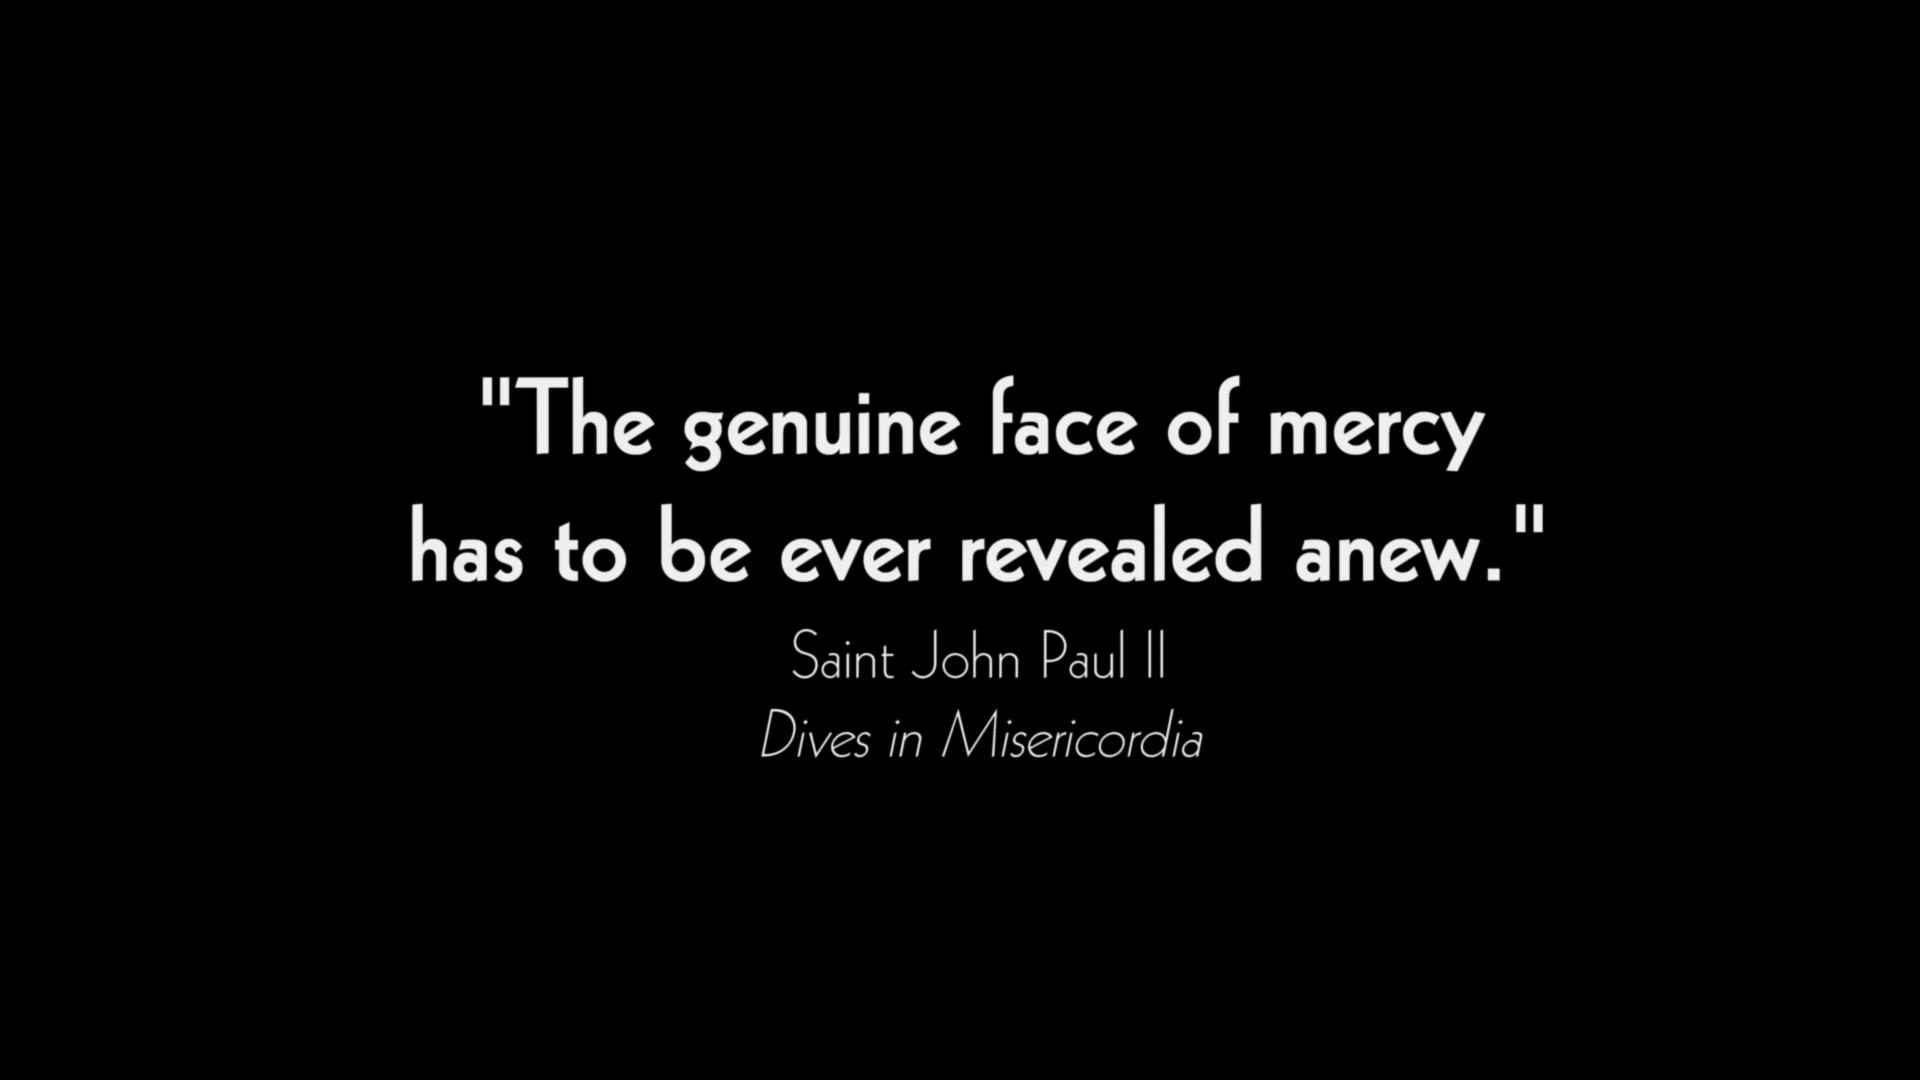 "The genuine face of mercy
has to be ever revealed anew."
Saint John Paul II
Dives in Misericordia